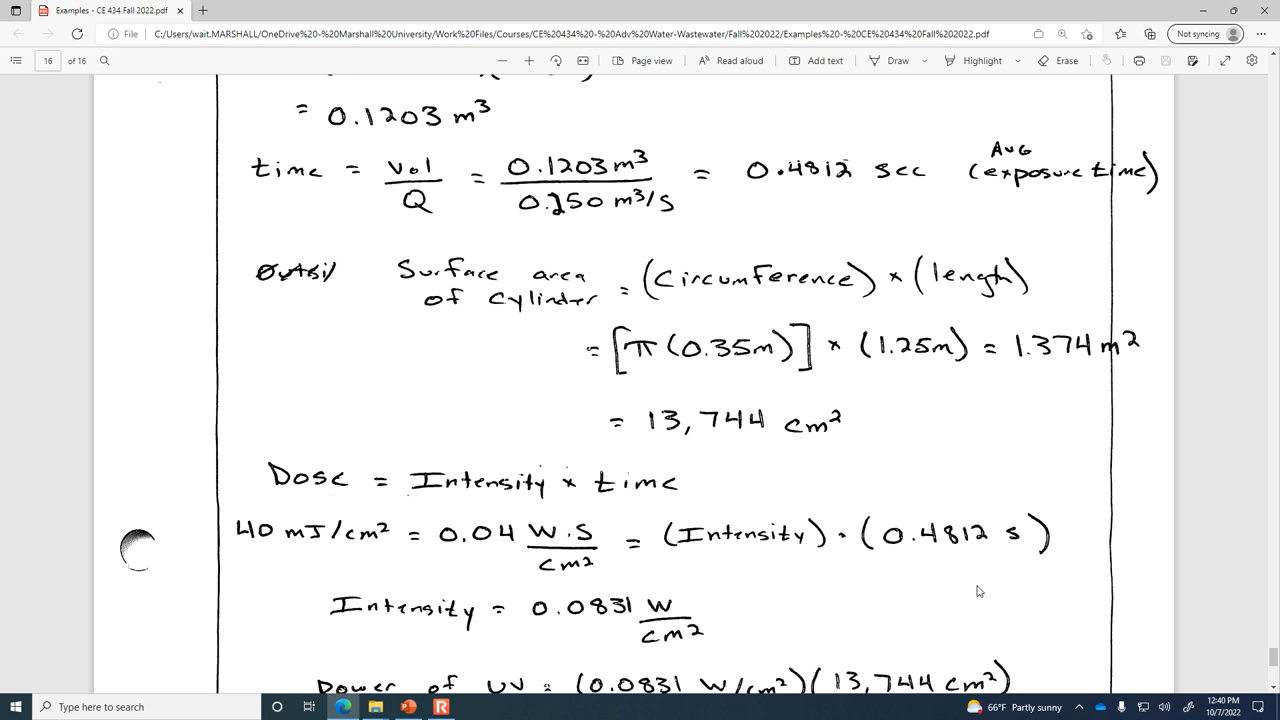 Examples - CE 434 Fall 2022.pdf
File C:/Users/wait.MARSHALL/OneDrive%20-%20Marshall%20University/Work%20Files/Courses/CE%20434%20-%20Adv%20Water-Wastewater/Fall%202022/Examples%20-%20CE%20434%20Fall%202022.pdf Not syncing
16 of 16 Page view Read aloud Add text Draw Highlight Erase
= 0.1203 m³
time = Vol / Q = 0.1203 m³ / 0.250 m³/s = 0.4812 sec (AVG exposure time)
Surface area of cylinder = (circumference) × (length)
= [π (0.35m)] × (1.25m) = 1.374 m²
= 13,744 cm²
Dose = Intensity × time
40 mJ/cm² = 0.04 W·S / cm² = (Intensity) · (0.4812 s)
Intensity = 0.0831 W / cm²
Power of UV = (0.0831 W/cm²)(13,744 cm²)
Type here to search
66°F Partly sunny
12:40 PM
10/7/2022